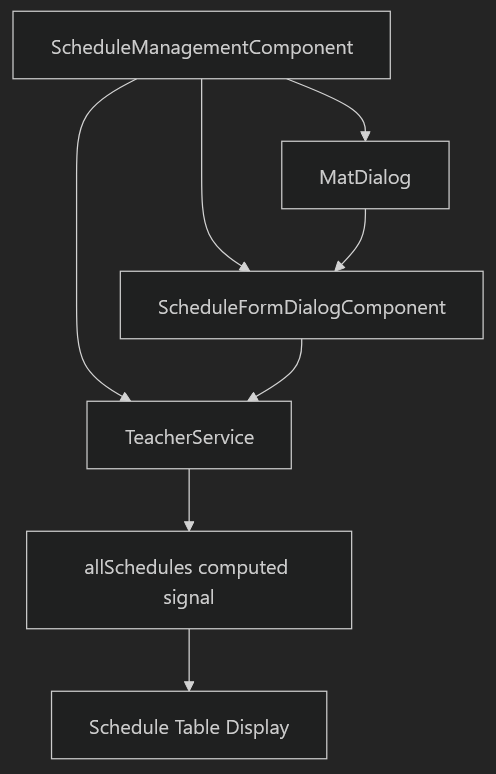 ScheduleManagementComponent
MatDialog
ScheduleFormDialogComponent
TeacherService
allSchedules computed
signal
Schedule Table Display